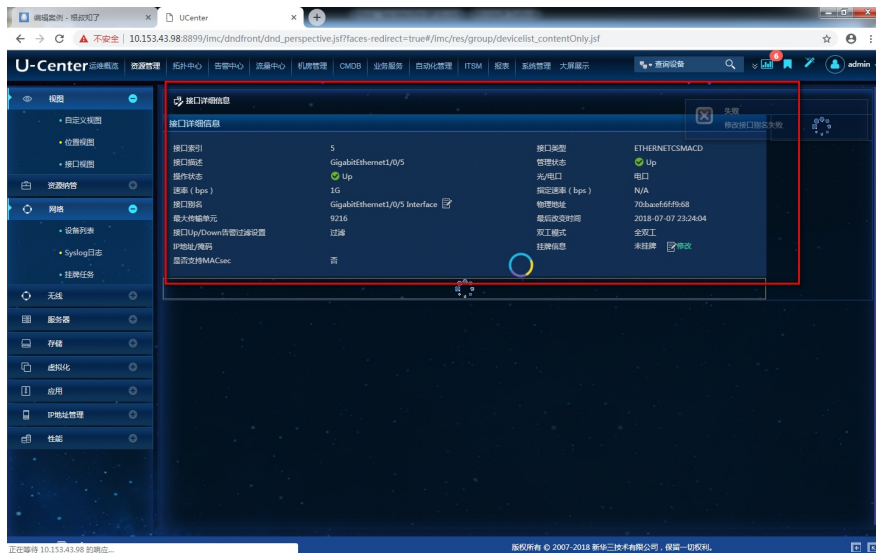 编辑案例 - 根叔知了
UCenter
不安全 10.153.43.98:8899/imc/dndfront/dnd_perspective.jsf?faces-redirect=true#/imc/res/group/devicelist_contentOnly.jsf
U-Center 运维概览 资源管理 拓扑中心 告警中心 流量中心 机房管理 CMDB 业务服务 自动化管理 ITSM 报表 系统管理 大屏展示 查询设备 6 admin
视图
自定义视图
位置视图
接口视图
资源纳管
网络
设备列表
Syslog日志
挂牌任务
无线
服务器
存储
虚拟化
应用
IP地址管理
性能
接口详细信息
接口详细信息
失败
修改接口别名失败
接口索引 5 接口类型 ETHERNETCSMACD
接口描述 GigabitEthernet1/0/5 管理状态 Up
操作状态 Up 光/电口 电口
速率 ( bps ) 1G 指定速率 ( bps ) N/A
接口别名 GigabitEthernet1/0/5 Interface 物理地址 70:ba:ef:6f:f9:68
最大传输单元 9216 最后改变时间 2018-07-07 23:24:04
接口Up/Down告警过滤设置 过滤 双工模式 全双工
IP地址/掩码 挂牌信息 未挂牌 修改
是否支持MACsec 否
正在等待 10.153.43.98 的响应...
版权所有 © 2007-2018 新华三技术有限公司，保留一切权利。